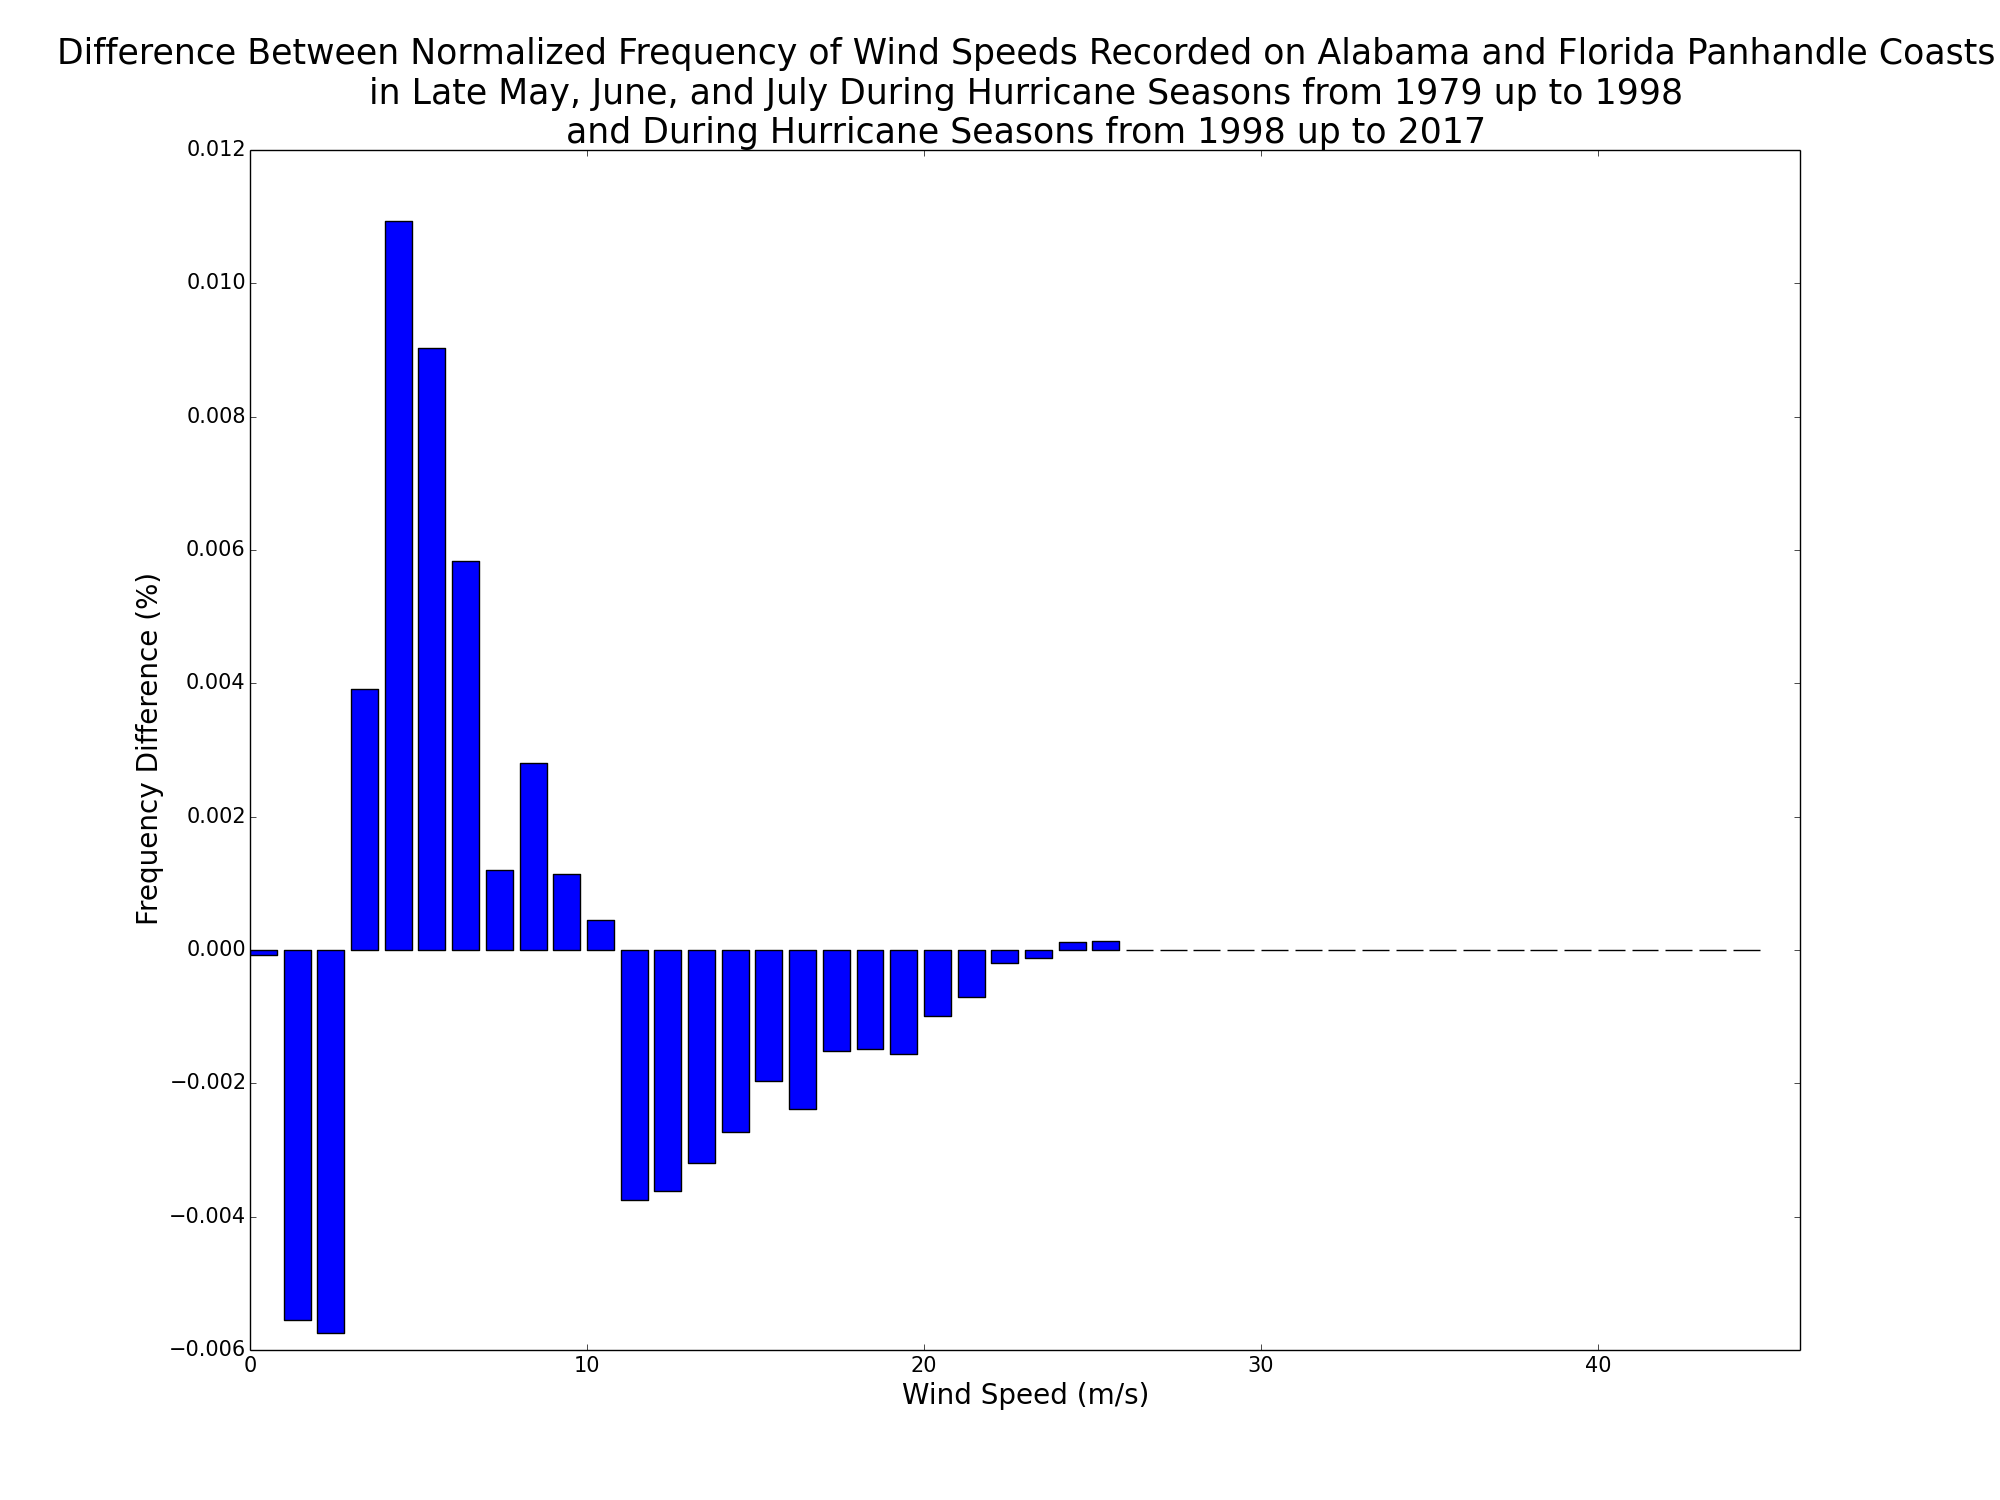 Difference Between Normalized Frequency of Wind Speeds Recorded on Alabama and Florida Panhandle Coasts
in Late May, June, and July During Hurricane Seasons from 1979 up to 1998
and During Hurricane Seasons from 1998 up to 2017
0.012
0.010
0.008
0.006
0.004
0.002
0.000
−0.002
−0.004
−0.006
Frequency Difference (%)
0 10 20 30 40
Wind Speed (m/s)